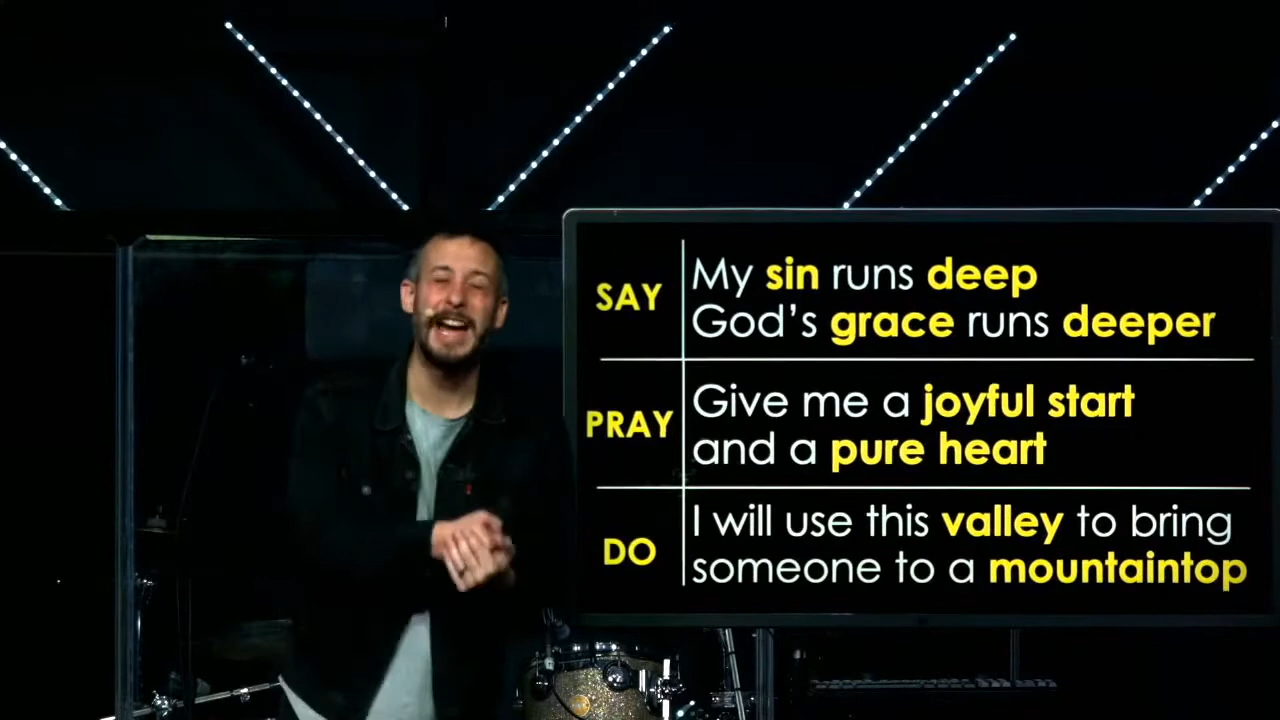 SAY
My sin runs deep
God's grace runs deeper
PRAY
Give me a joyful start
and a pure heart
DO
I will use this valley to bring
someone to a mountaintop